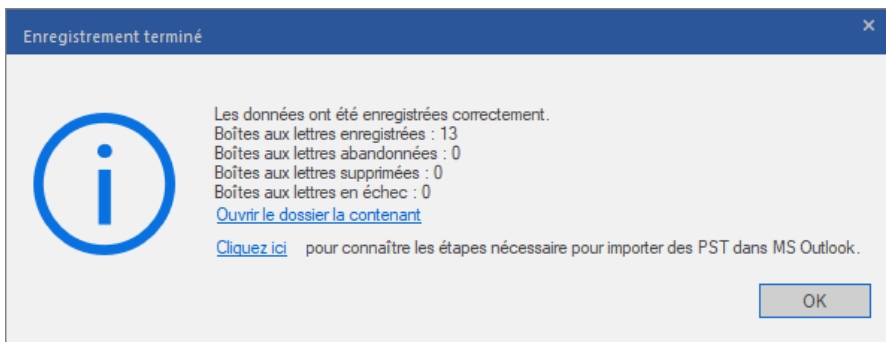 Enregistrement terminé
Les données ont été enregistrées correctement.
Boîtes aux lettres enregistrées : 13
Boîtes aux lettres abandonnées : 0
Boîtes aux lettres supprimées : 0
Boîtes aux lettres en échec : 0
Ouvrir le dossier la contenant
Cliquez ici pour connaître les étapes nécessaire pour importer des PST dans MS Outlook.
OK